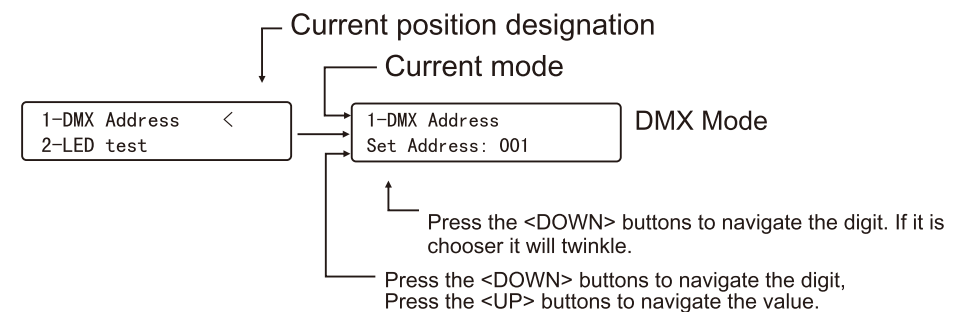 Current position designation
Current mode
1-DMX Address <
2-LED test
1-DMX Address
Set Address: 001
DMX Mode
Press the <DOWN> buttons to navigate the digit. If it is
chooser it will twinkle.
Press the <DOWN> buttons to navigate the digit,
Press the <UP> buttons to navigate the value.